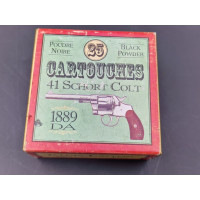 POUDRE NOIRE
25
BLACK POWDER
CARTOUCHES
41 SCHORT COLT
1889
DA